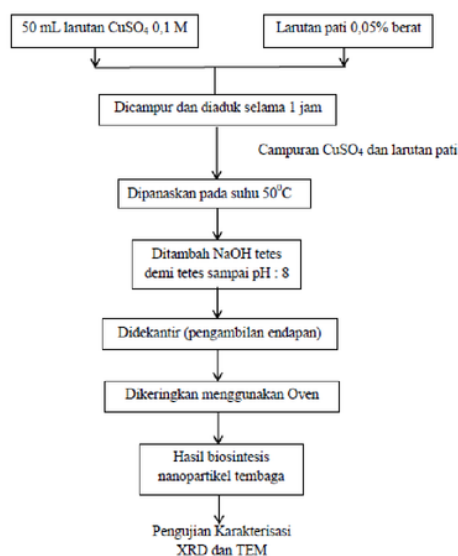 50 mL larutan CuSO₄ 0,1 M
Larutan pati 0,05% berat
Dicampur dan diaduk selama 1 jam
Campuran CuSO₄ dan larutan pati
Dipanaskan pada suhu 50⁰C
Ditambah NaOH tetes
demi tetes sampai pH : 8
Didekantir (pengambilan endapan)
Dikeringkan menggunakan Oven
Hasil biosintesis
nanopartikel tembaga
Pengujian Karakterisasi
XRD dan TEM